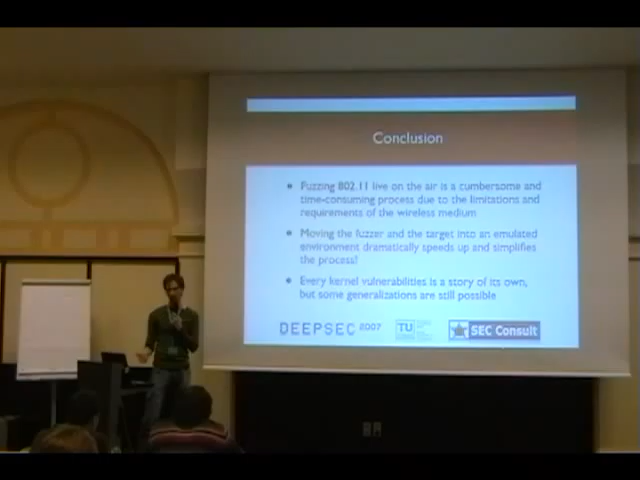 Conclusion
Fuzzing 802.11 live on the air is a cumbersome and
time-consuming process due to the limitations and
requirements of the wireless medium
Moving the fuzzer and the target into an emulated
environment dramatically speeds up and simplifies
the process!
Every kernel vulnerabilities is a story of its own,
but some generalizations are still possible
DEEPSEC 2007
TU
SEC Consult